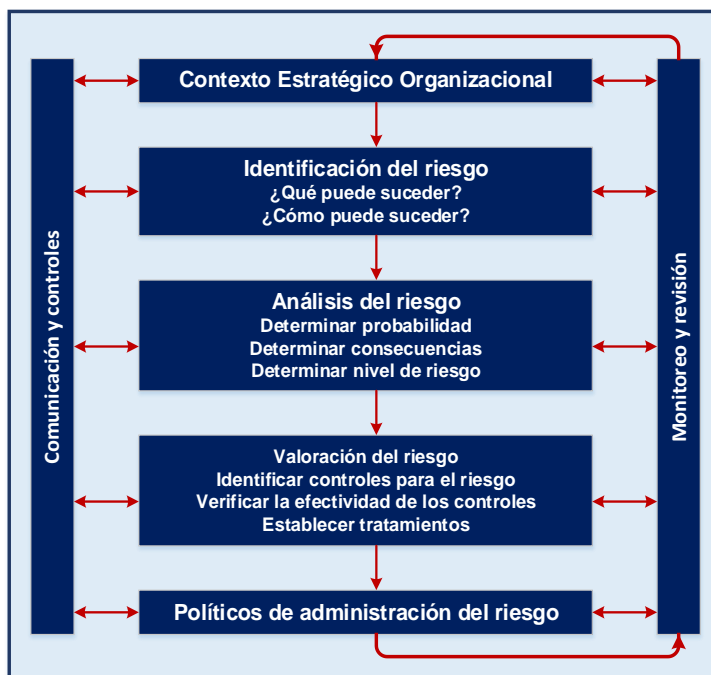 Contexto Estratégico Organizacional
Identificación del riesgo
¿Qué puede suceder?
¿Cómo puede suceder?
Análisis del riesgo
Determinar probabilidad
Determinar consecuencias
Determinar nivel de riesgo
Valoración del riesgo
Identificar controles para el riesgo
Verificar la efectividad de los controles
Establecer tratamientos
Políticos de administración del riesgo
Comunicación y controles
Monitoreo y revisión